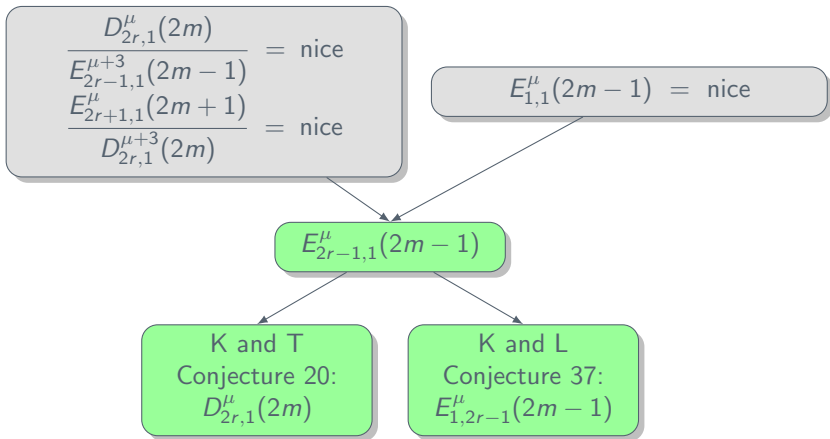 D^μ_{2r,1}(2m) / E^{μ+3}_{2r−1,1}(2m − 1) = nice
E^μ_{2r+1,1}(2m + 1) / D^{μ+3}_{2r,1}(2m) = nice
E^μ_{1,1}(2m − 1) = nice
E^μ_{2r−1,1}(2m − 1)
K and T
Conjecture 20:
D^μ_{2r,1}(2m)
K and L
Conjecture 37:
E^μ_{1,2r−1}(2m − 1)